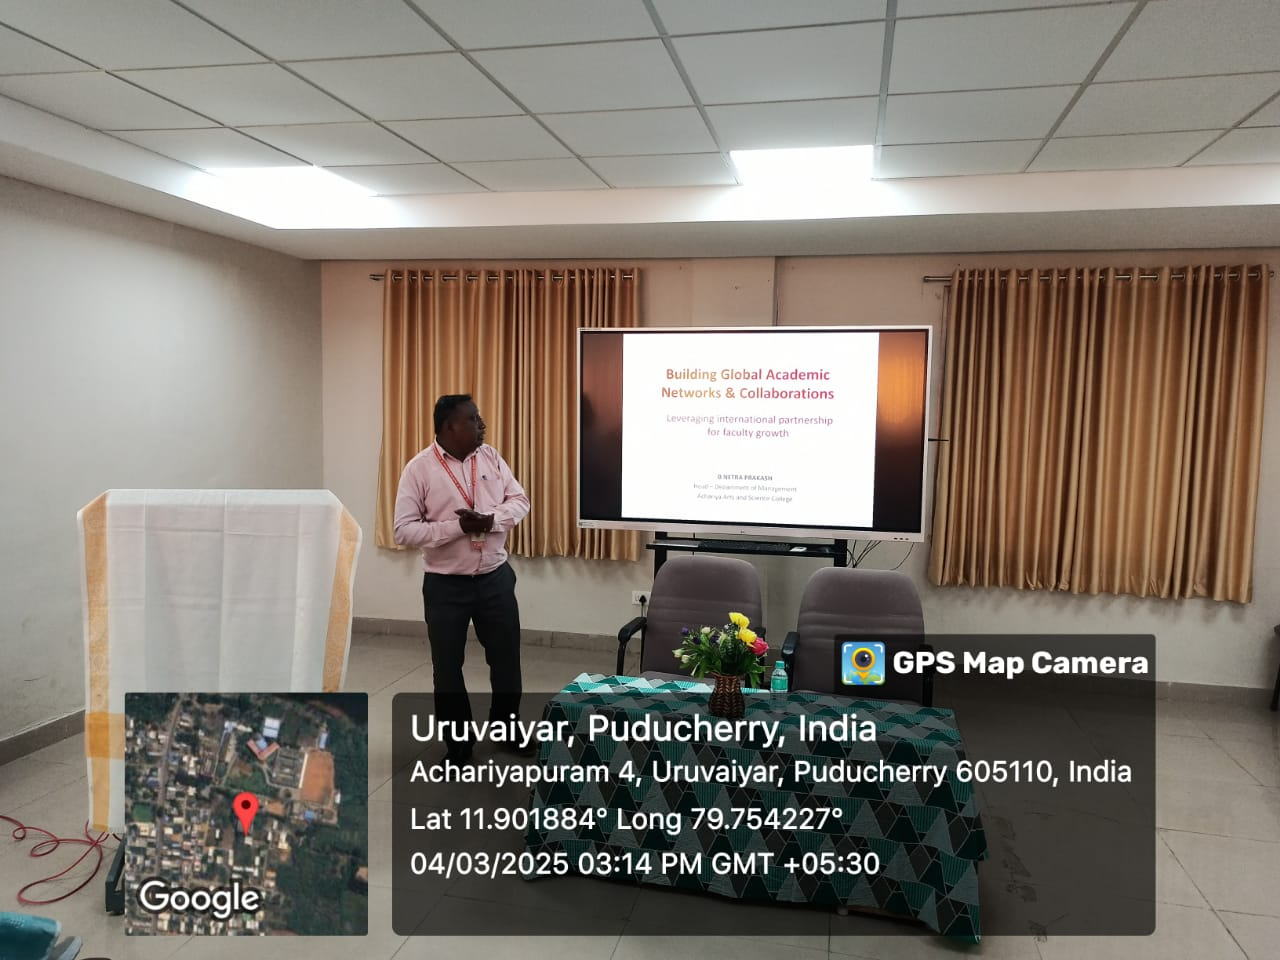 Building Global Academic
Networks & Collaborations
Leveraging international partnership
for faculty growth
D NETRA PRAKASH
Head – Department of Management
Achariya Arts and Science College
GPS Map Camera
Uruvaiyar, Puducherry, India
Achariyapuram 4, Uruvaiyar, Puducherry 605110, India
Lat 11.901884° Long 79.754227°
04/03/2025 03:14 PM GMT +05:30
Google